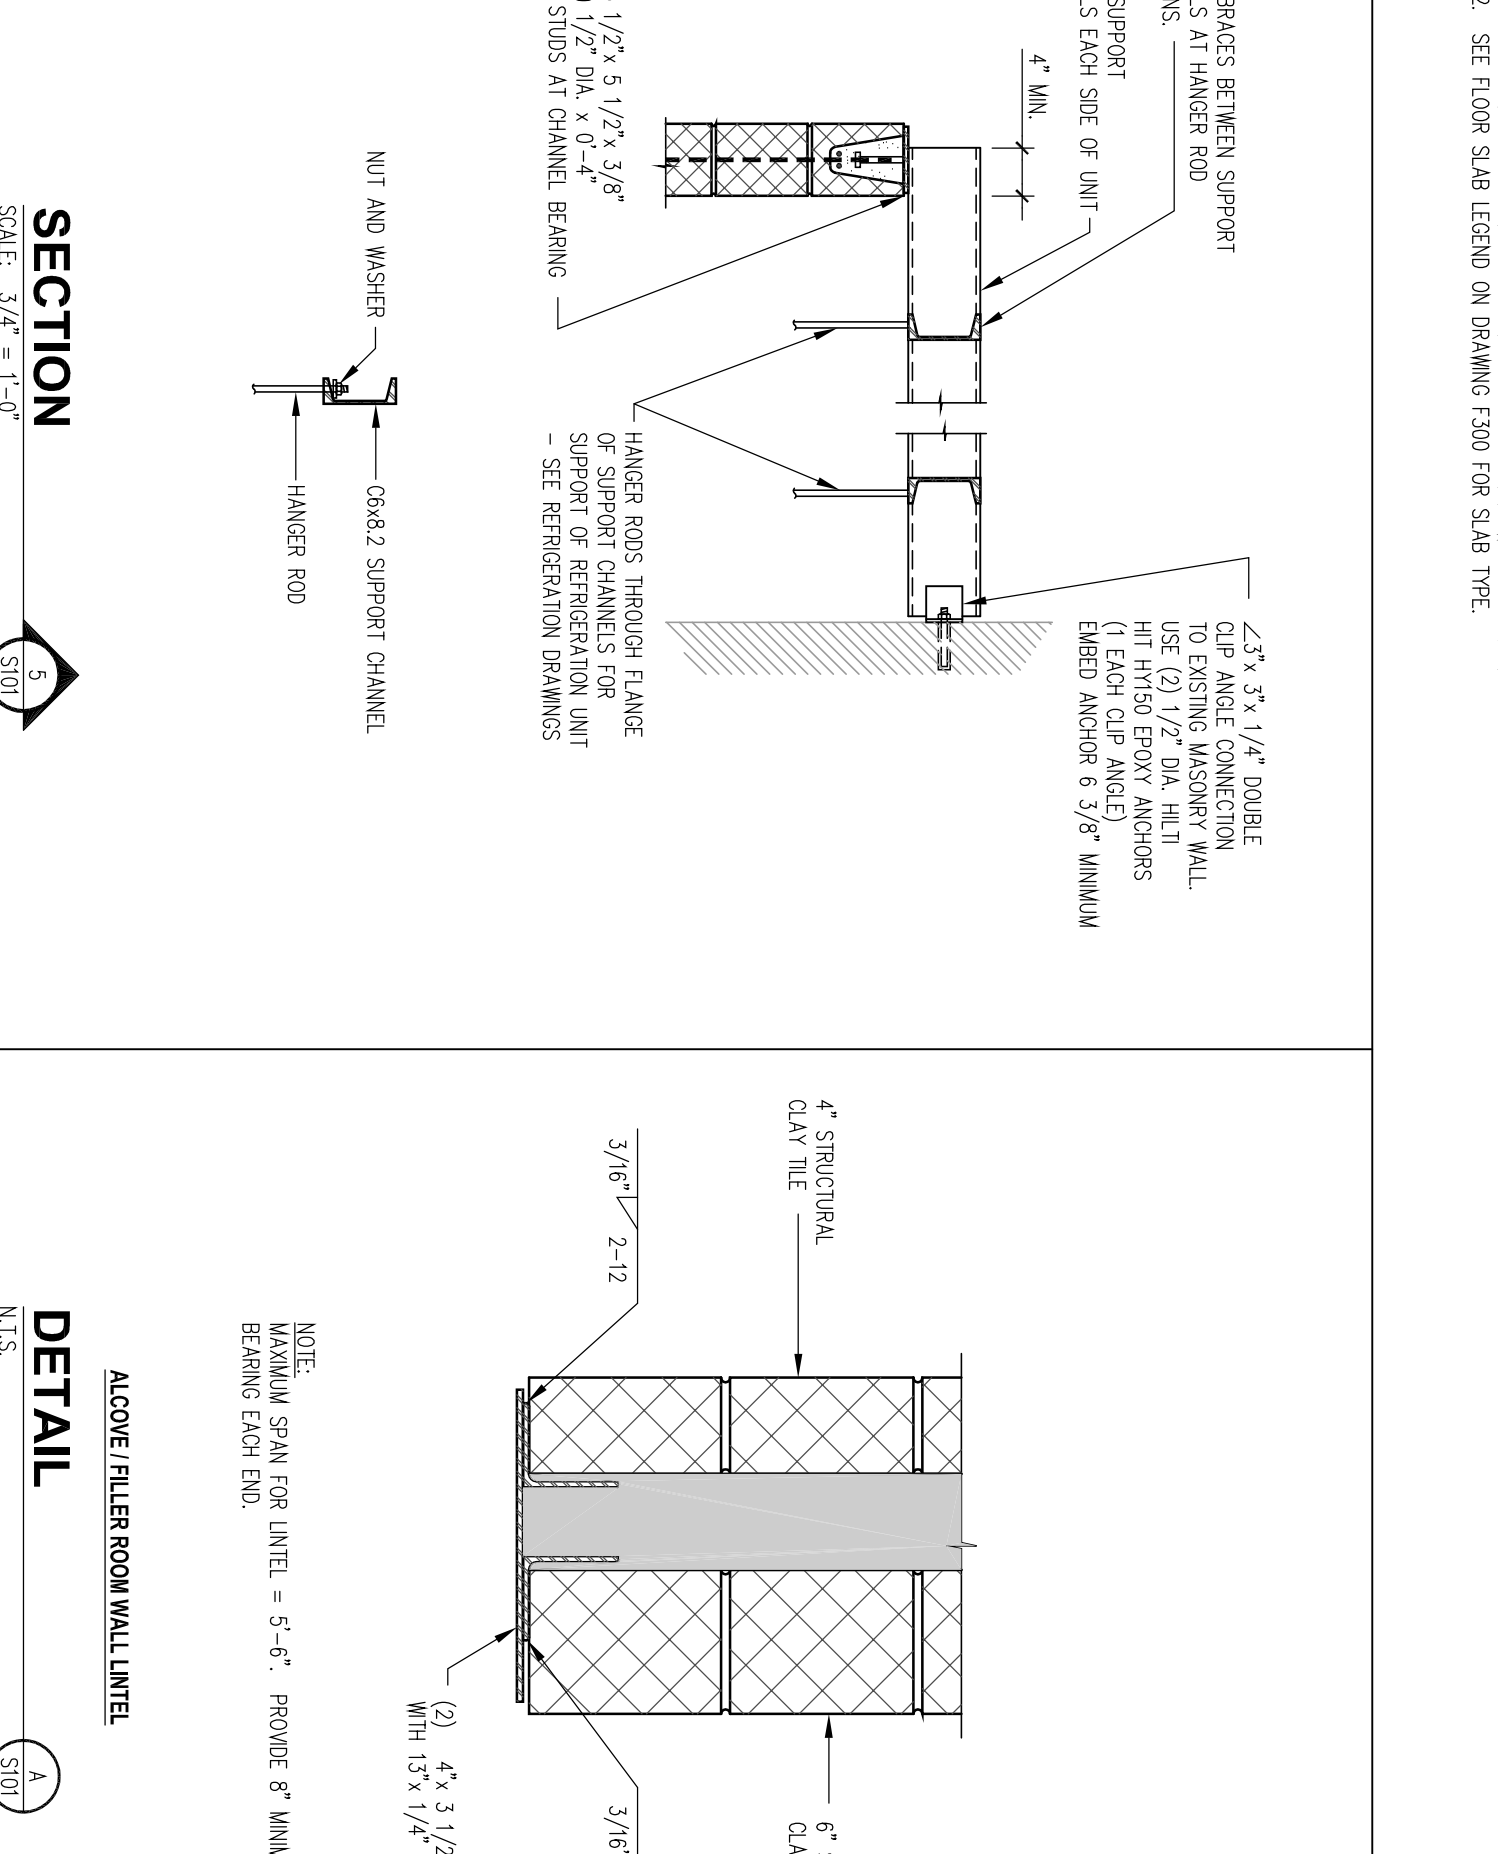 2. SEE FLOOR SLAB LEGEND ON DRAWING F300 FOR SLAB TYPE.
BRACES BETWEEN SUPPORT
LS AT HANGER ROD
NS.
SUPPORT
LS EACH SIDE OF UNIT
4" MIN.
1/2"x 5 1/2"x 3/8"
1/2" DIA. x 0'-4"
STUDS AT CHANNEL BEARING
∠3"x 3"x 1/4" DOUBLE
CLIP ANGLE CONNECTION
TO EXISTING MASONRY WALL.
USE (2) 1/2" DIA. HILTI
HIT HY150 EPOXY ANCHORS
(1 EACH CLIP ANGLE)
EMBED ANCHOR 6 3/8" MINIMUM
HANGER RODS THROUGH FLANGE
OF SUPPORT CHANNELS FOR
SUPPORT OF REFRIGERATION UNIT
- SEE REFRIGERATION DRAWINGS
NUT AND WASHER
C6x8.2 SUPPORT CHANNEL
HANGER ROD
SECTION
SCALE: 3/4" = 1'-0"
5
S101
4" STRUCTURAL
CLAY TILE
3/16"
2-12
6"
3/16"
(2) 4"x 3 1/2
WITH 13"x 1/4"
NOTE:
MAXIMUM SPAN FOR LINTEL = 5'-6". PROVIDE 8"
BEARING EACH END.
ALCOVE / FILLER ROOM WALL LINTEL
DETAIL
N.T.S.
A
S101